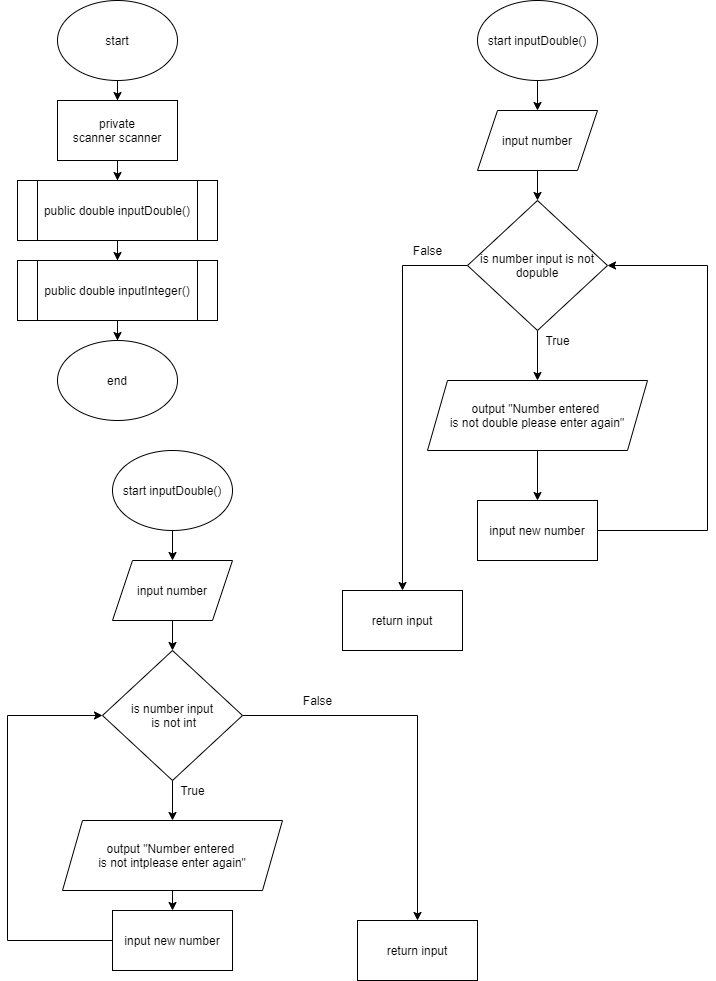 start
private
scanner scanner
public double inputDouble()
public double inputInteger()
end
start inputDouble()
input number
is number input is not
dopuble
False
True
output "Number entered
is not double please enter again"
input new number
return input
start inputDouble()
input number
is number input
is not int
False
True
output "Number entered
is not intplease enter again"
input new number
return input